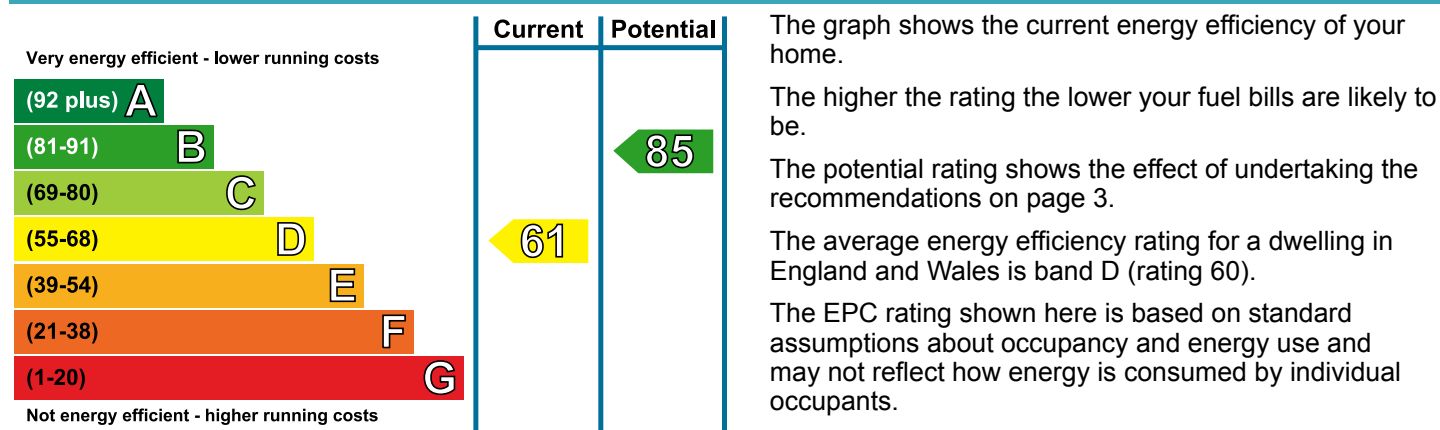 Current Potential
Very energy efficient - lower running costs
(92 plus) A
(81-91) B
85
(69-80) C
(55-68) D
61
(39-54) E
(21-38) F
(1-20) G
Not energy efficient - higher running costs
The graph shows the current energy efficiency of your
home.
The higher the rating the lower your fuel bills are likely to
be.
The potential rating shows the effect of undertaking the
recommendations on page 3.
The average energy efficiency rating for a dwelling in
England and Wales is band D (rating 60).
The EPC rating shown here is based on standard
assumptions about occupancy and energy use and
may not reflect how energy is consumed by individual
occupants.